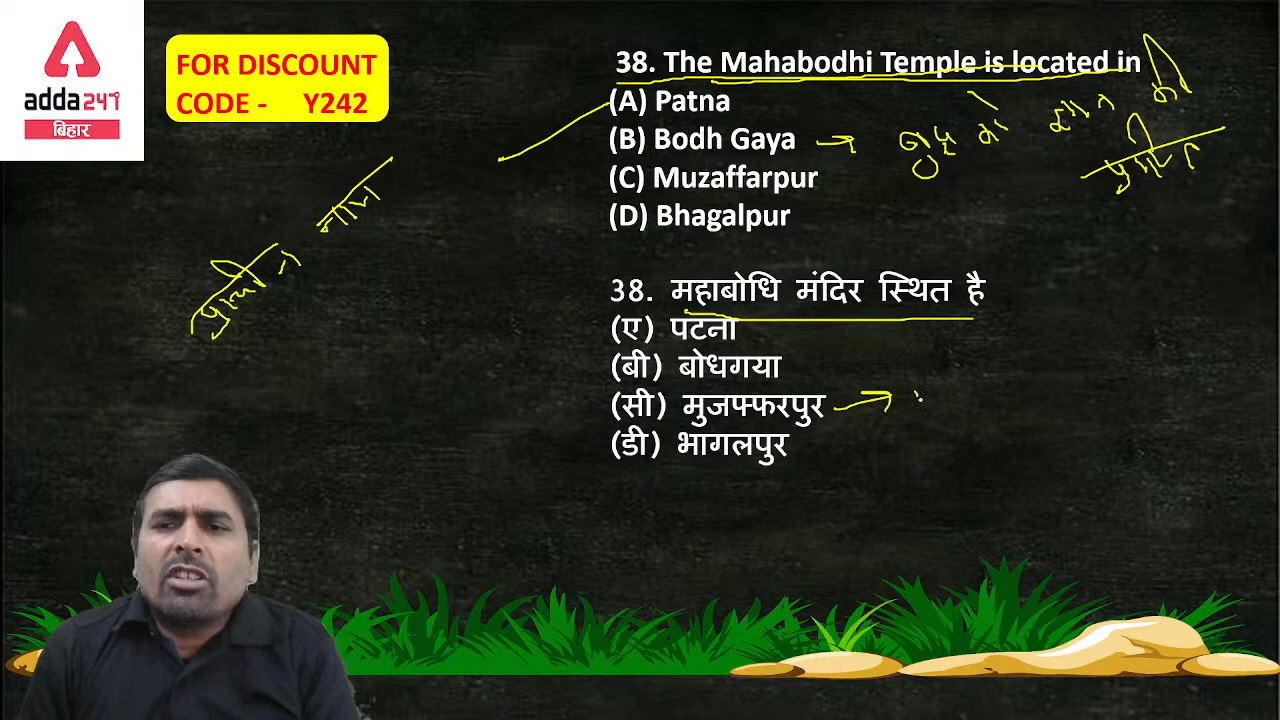 adda247
बिहार
FOR DISCOUNT
CODE - Y242
38. The Mahabodhi Temple is located in
(A) Patna
(B) Bodh Gaya
(C) Muzaffarpur
(D) Bhagalpur
बुद्ध को ज्ञान की
प्राचीन नाम
38. महाबोधि मंदिर स्थित है
(ए) पटना
(बी) बोधगया
(सी) मुजफ्फरपुर
(डी) भागलपुर